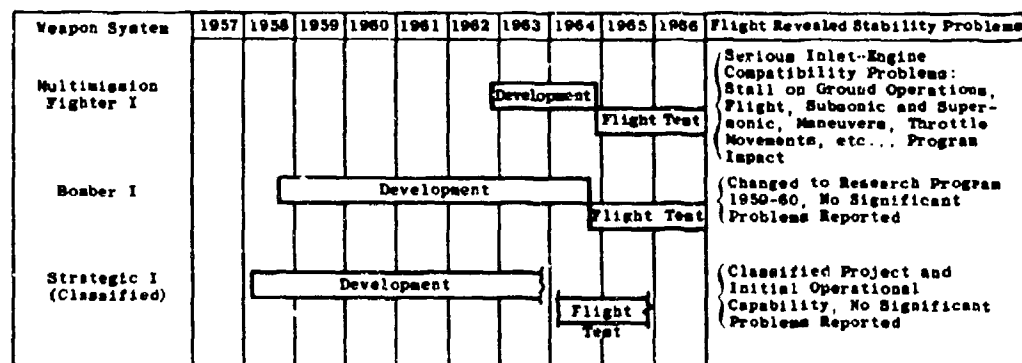 Weapon System 1957 1958 1959 1960 1961 1962 1963 1964 1965 1966 Flight Revealed Stability Problems
Multimission
Fighter I
Development
Flight Test
Serious Inlet-Engine
Compatibility Problems:
Stall on Ground Operations,
Flight, Subsonic and Super-
sonic, Maneuvers, Throttle
Movements, etc... Program
Impact
Bomber I
Development
Flight Test
Changed to Research Program
1959-60, No Significant
Problems Reported
Strategic I
(Classified)
Development
Flight
Test
Classified Project and
Initial Operational
Capability, No Significant
Problems Reported